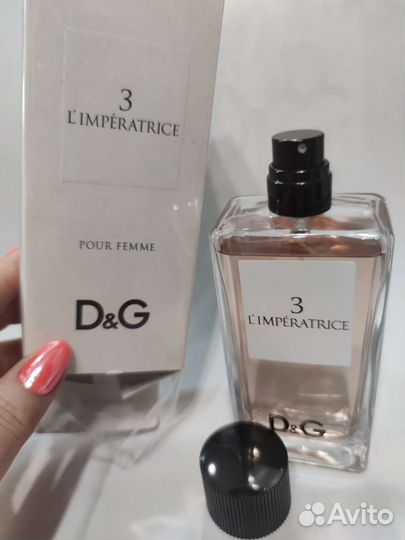 3
L'IMPÉRATRICE
POUR FEMME
D&G
3
L'IMPÉRATRICE
D&G
Avito